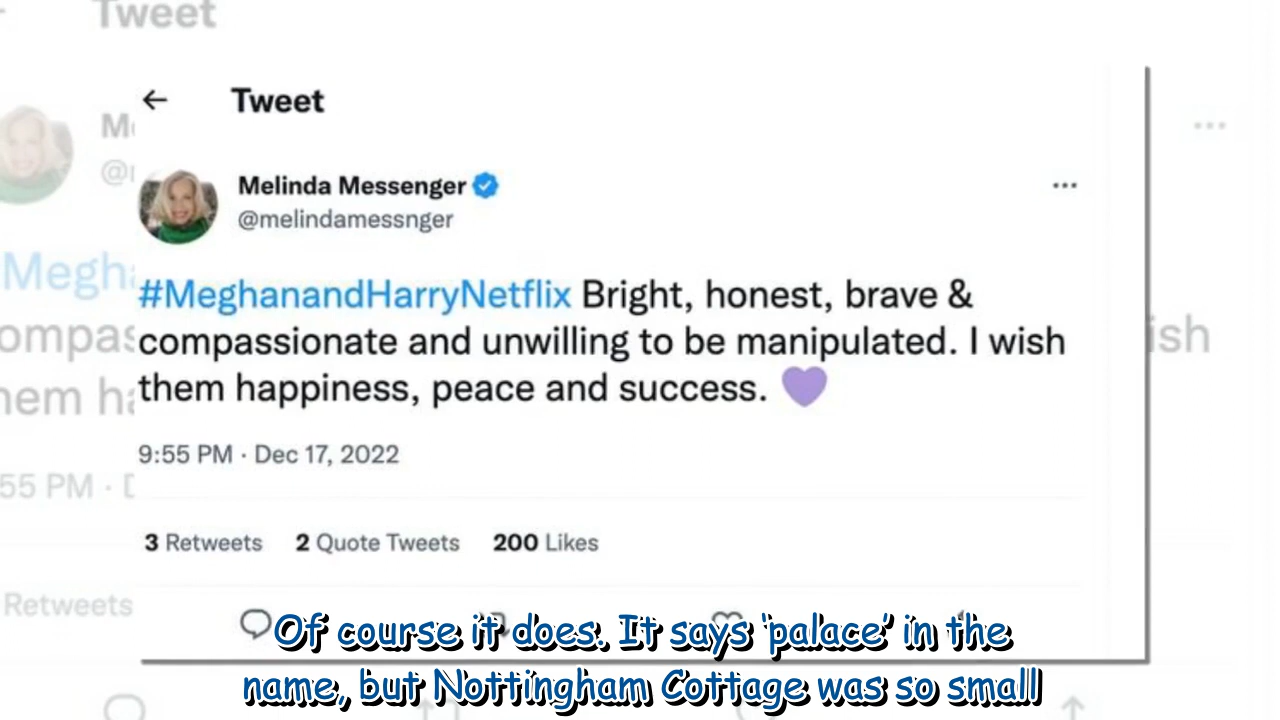 Tweet
Tweet
Melinda Messenger
@melindamessnger
#MeghanandHarryNetflix Bright, honest, brave &
compassionate and unwilling to be manipulated. I wish
them happiness, peace and success. 💜
9:55 PM · Dec 17, 2022
3 Retweets 2 Quote Tweets 200 Likes
Retweets
Of course it does. It says 'palace' in the
name, but Nottingham Cottage was so small